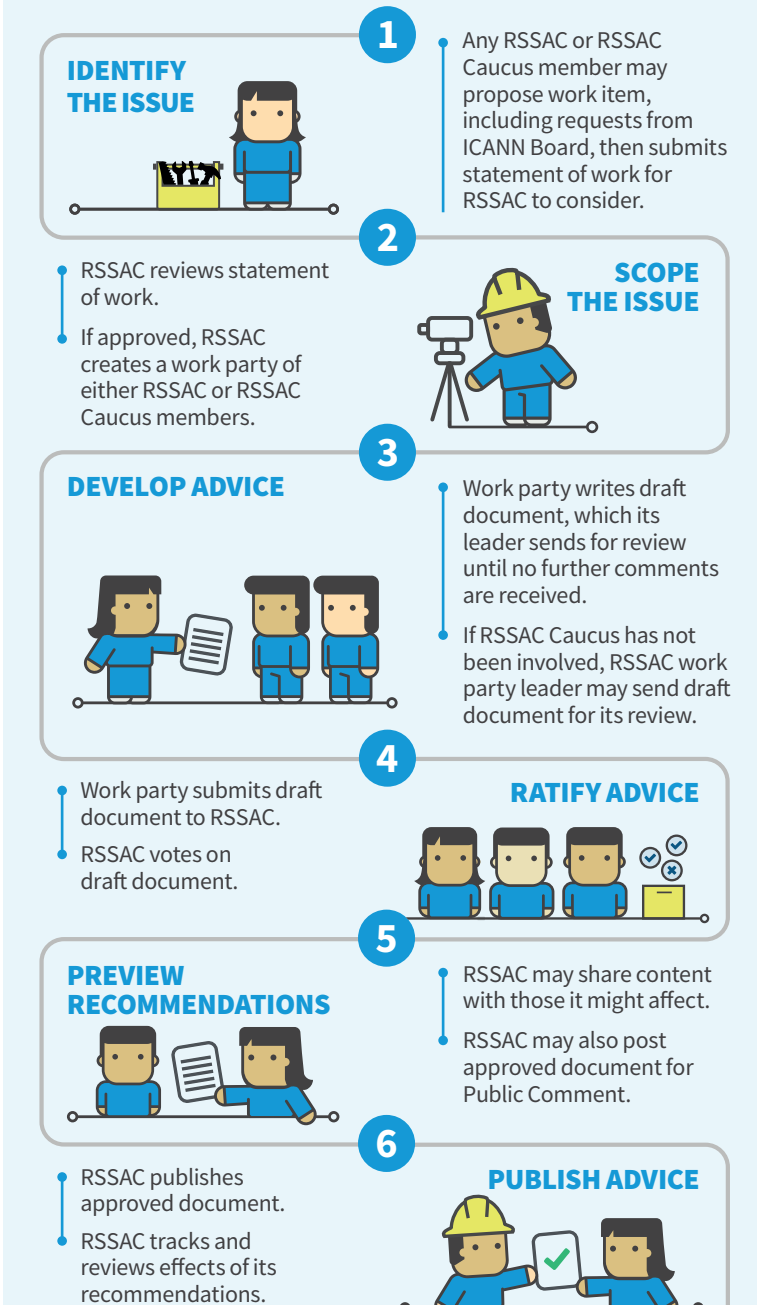 1
IDENTIFY
THE ISSUE
Any RSSAC or RSSAC
Caucus member may
propose work item,
including requests from
ICANN Board, then submits
statement of work for
RSSAC to consider.
2
SCOPE
THE ISSUE
RSSAC reviews statement
of work.
If approved, RSSAC
creates a work party of
either RSSAC or RSSAC
Caucus members.
3
DEVELOP ADVICE
Work party writes draft
document, which its
leader sends for review
until no further comments
are received.
If RSSAC Caucus has not
been involved, RSSAC work
party leader may send draft
document for its review.
4
RATIFY ADVICE
Work party submits draft
document to RSSAC.
RSSAC votes on
draft document.
5
PREVIEW
RECOMMENDATIONS
RSSAC may share content
with those it might affect.
RSSAC may also post
approved document for
Public Comment.
6
PUBLISH ADVICE
RSSAC publishes
approved document.
RSSAC tracks and
reviews effects of its
recommendations.